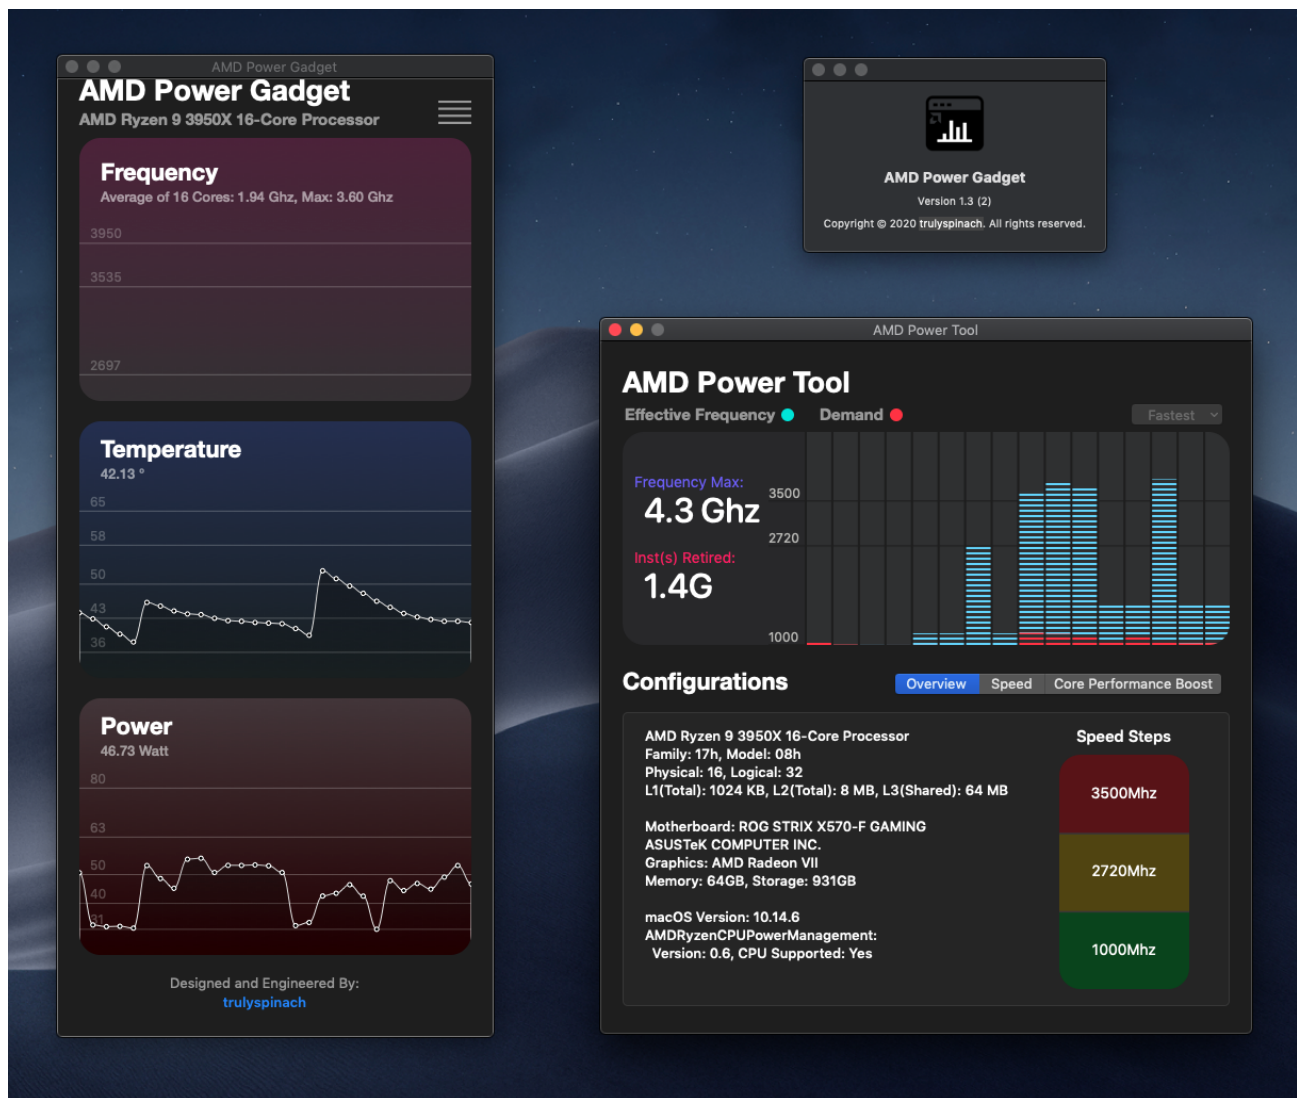 AMD Power Gadget
AMD Power Gadget
AMD Ryzen 9 3950X 16-Core Processor
Frequency
Average of 16 Cores: 1.94 Ghz, Max: 3.60 Ghz
3950
3535
2697
Temperature
42.13 °
65
58
50
43
36
Power
46.73 Watt
80
63
50
40
31
Designed and Engineered By:
trulyspinach
AMD Power Gadget
Version 1.3 (2)
Copyright © 2020 trulyspinach. All rights reserved.
AMD Power Tool
AMD Power Tool
Effective Frequency Demand
Fastest
Frequency Max:
4.3 Ghz
Inst(s) Retired:
1.4G
3500
2720
1000
Configurations
Overview Speed Core Performance Boost
AMD Ryzen 9 3950X 16-Core Processor
Family: 17h, Model: 08h
Physical: 16, Logical: 32
L1(Total): 1024 KB, L2(Total): 8 MB, L3(Shared): 64 MB
Motherboard: ROG STRIX X570-F GAMING
ASUSTeK COMPUTER INC.
Graphics: AMD Radeon VII
Memory: 64GB, Storage: 931GB
macOS Version: 10.14.6
AMDRyzenCPUPowerManagement:
Version: 0.6, CPU Supported: Yes
Speed Steps
3500Mhz
2720Mhz
1000Mhz